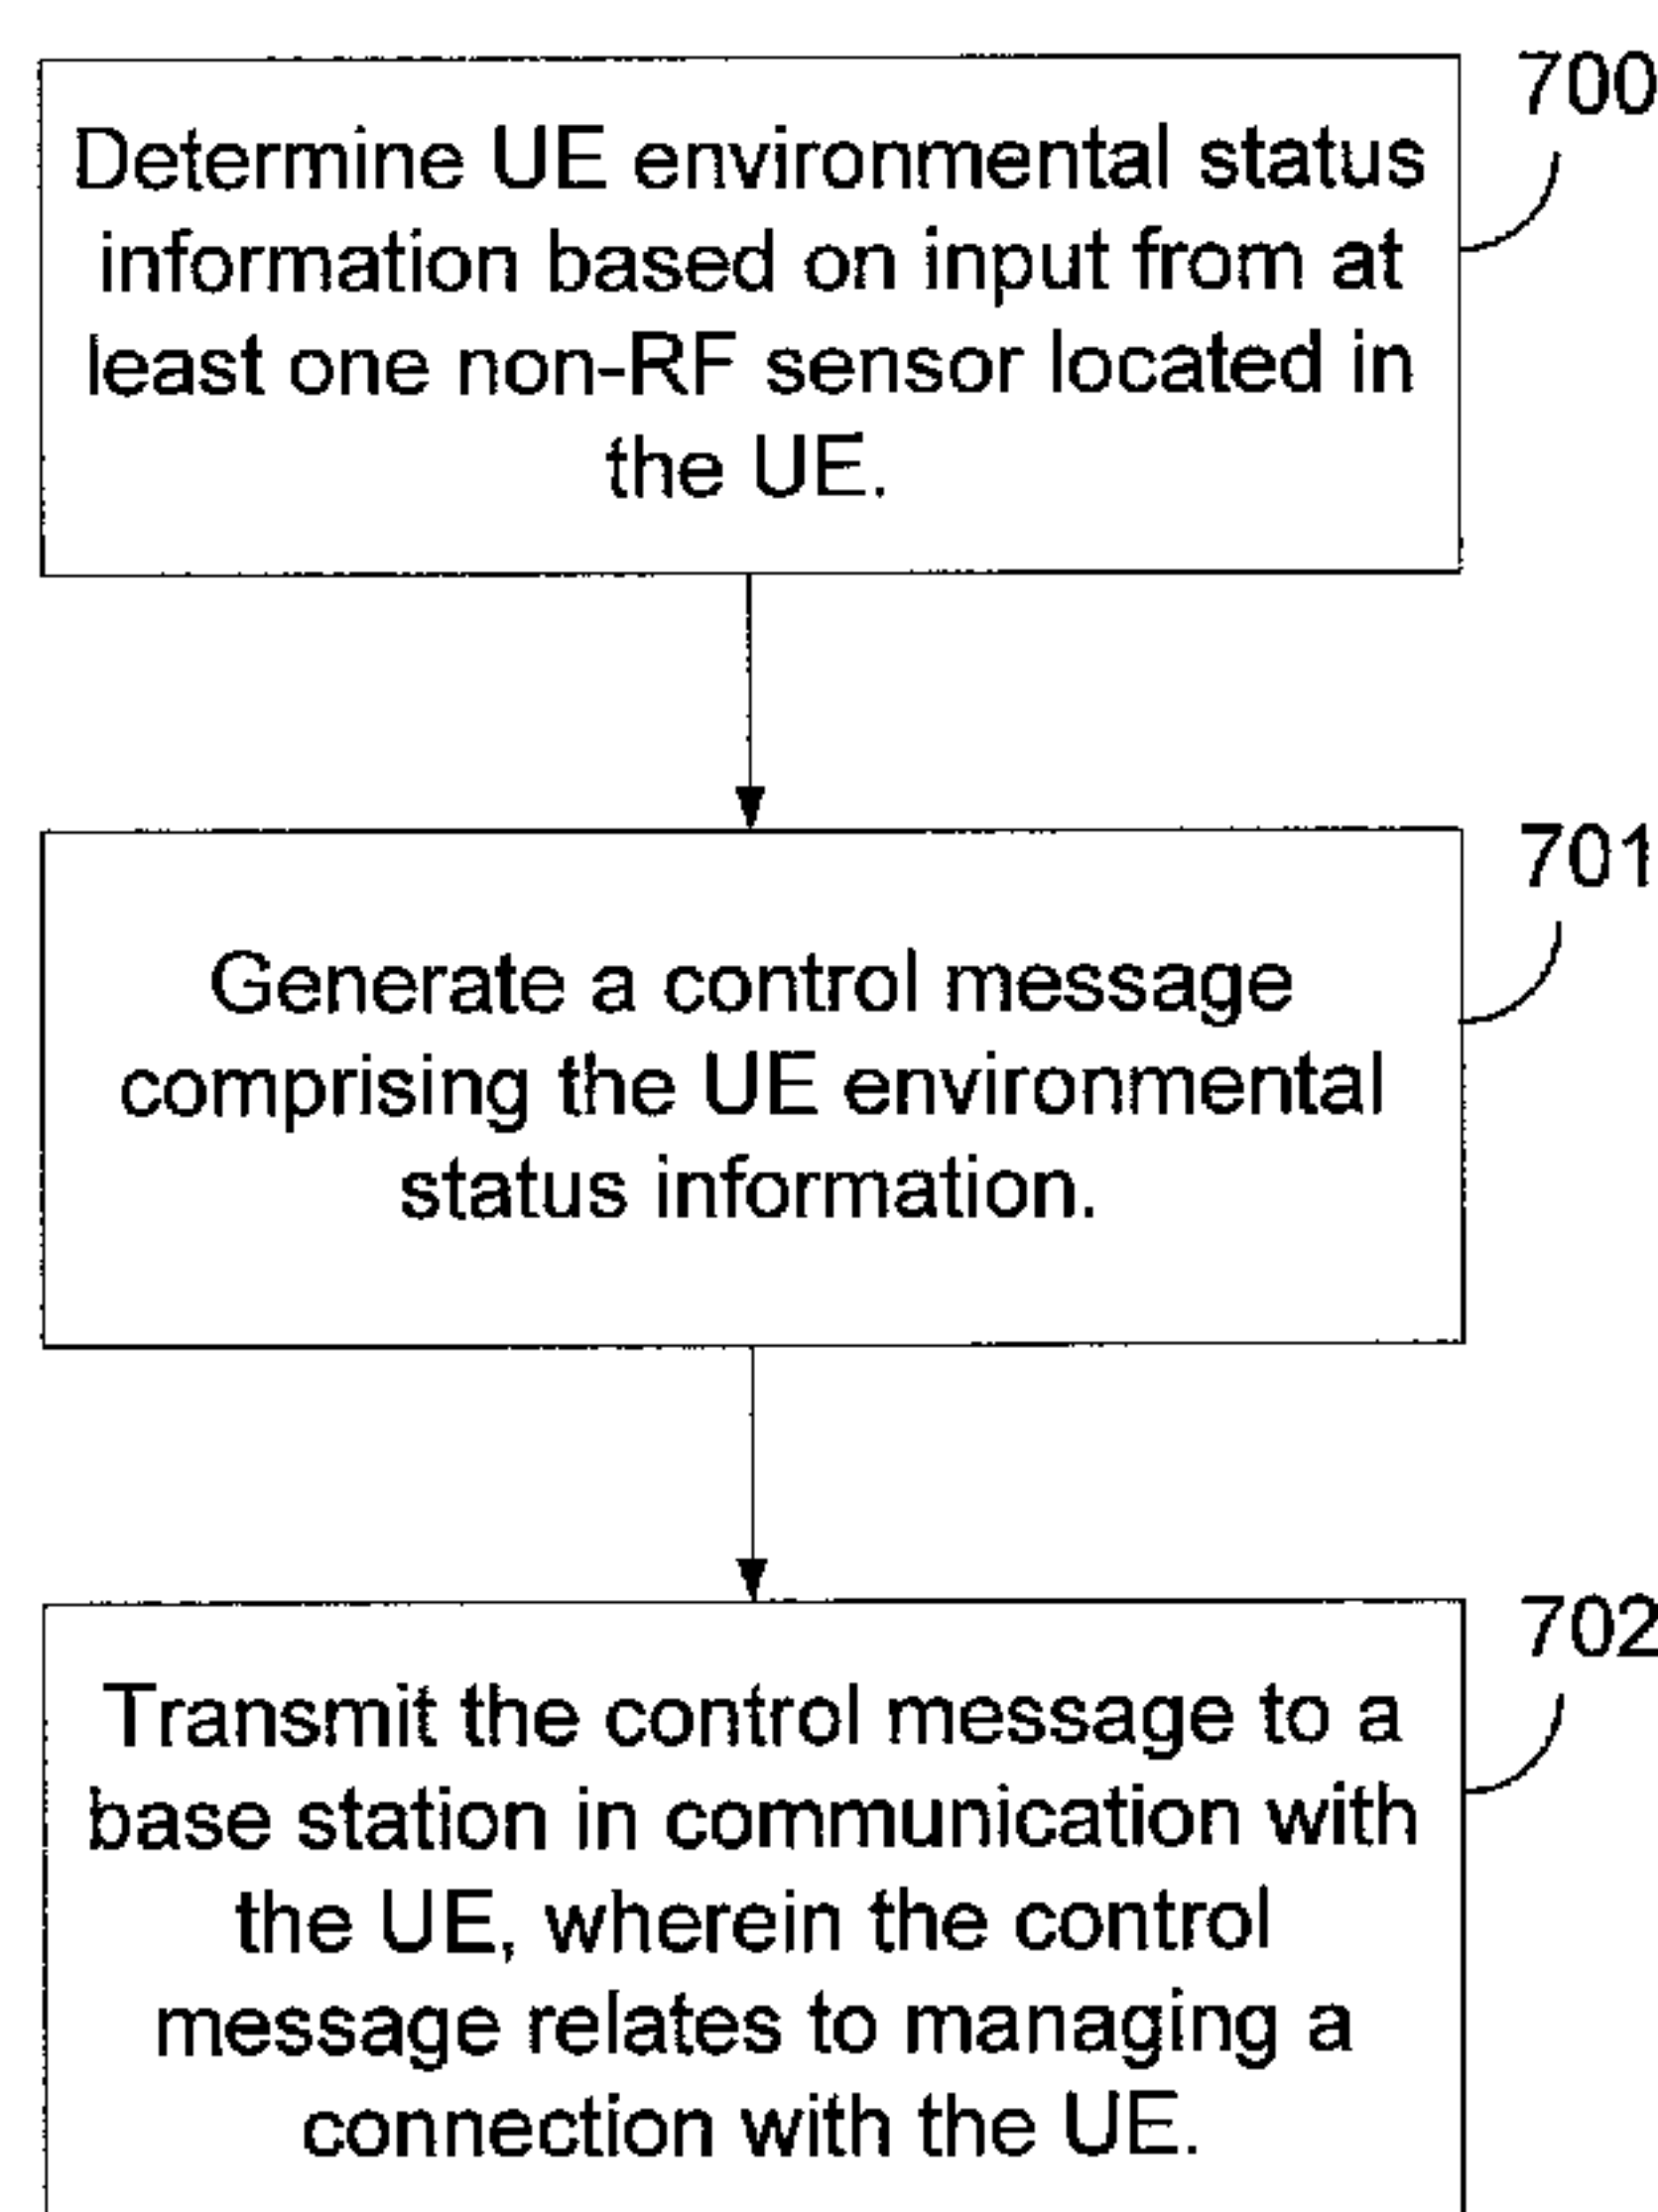 700
Determine UE environmental status
information based on input from at
least one non-RF sensor located in
the UE.
701
Generate a control message
comprising the UE environmental
status information.
702
Transmit the control message to a
base station in communication with
the UE, wherein the control
message relates to managing a
connection with the UE.